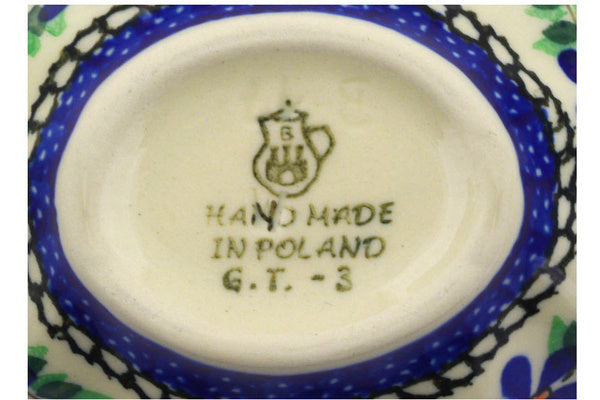 B
HAND MADE
IN POLAND
G.T. - 3